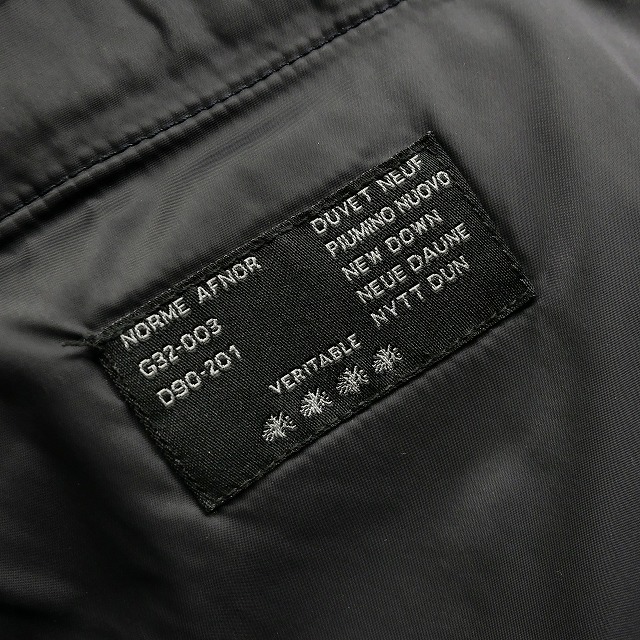 NORME AFNOR
G32-003
D90-201
DUVET NEUF
PIUMINO NUOVO
NEW DOWN
NEUE DAUNE
NYTT DUN
VERITABLE